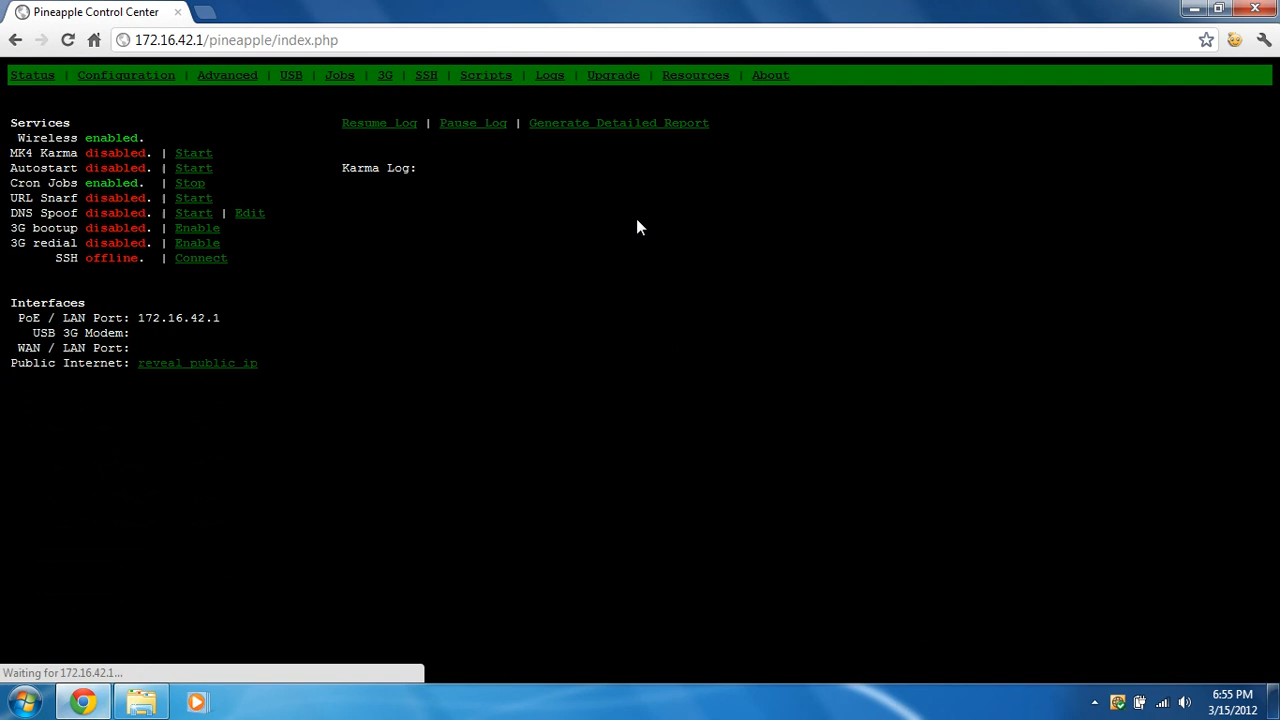 Pineapple Control Center
172.16.42.1/pineapple/index.php
Status | Configuration | Advanced | USB | Jobs | 3G | SSH | Scripts | Logs | Upgrade | Resources | About
Services
Wireless enabled.
MK4 Karma disabled. | Start
Autostart disabled. | Start
Cron Jobs enabled. | Stop
URL Snarf disabled. | Start
DNS Spoof disabled. | Start | Edit
3G bootup disabled. | Enable
3G redial disabled. | Enable
SSH offline. | Connect
Interfaces
PoE / LAN Port: 172.16.42.1
USB 3G Modem:
WAN / LAN Port:
Public Internet: reveal public ip
Resume Log | Pause Log | Generate Detailed Report
Karma Log:
Waiting for 172.16.42.1...
6:55 PM
3/15/2012